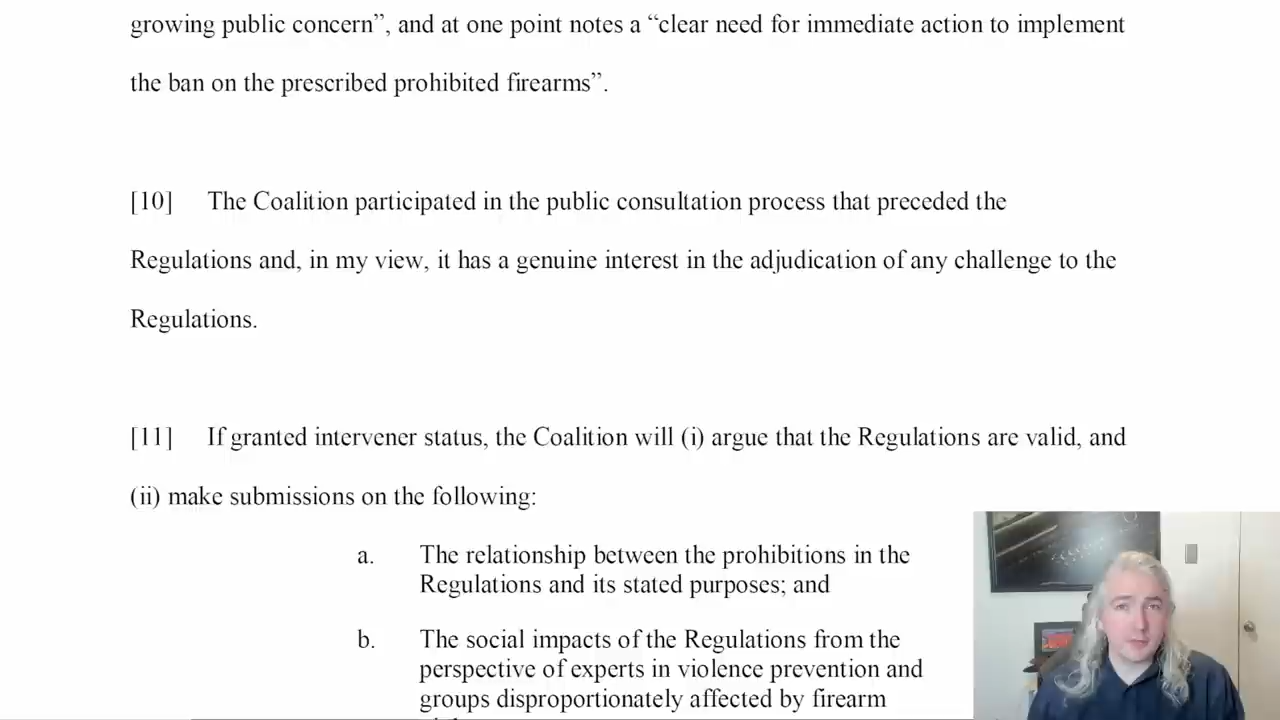 growing public concern”, and at one point notes a “clear need for immediate action to implement
the ban on the prescribed prohibited firearms”.
[10] The Coalition participated in the public consultation process that preceded the
Regulations and, in my view, it has a genuine interest in the adjudication of any challenge to the
Regulations.
[11] If granted intervener status, the Coalition will (i) argue that the Regulations are valid, and
(ii) make submissions on the following:
a. The relationship between the prohibitions in the
Regulations and its stated purposes; and
b. The social impacts of the Regulations from the
perspective of experts in violence prevention and
groups disproportionately affected by firearm